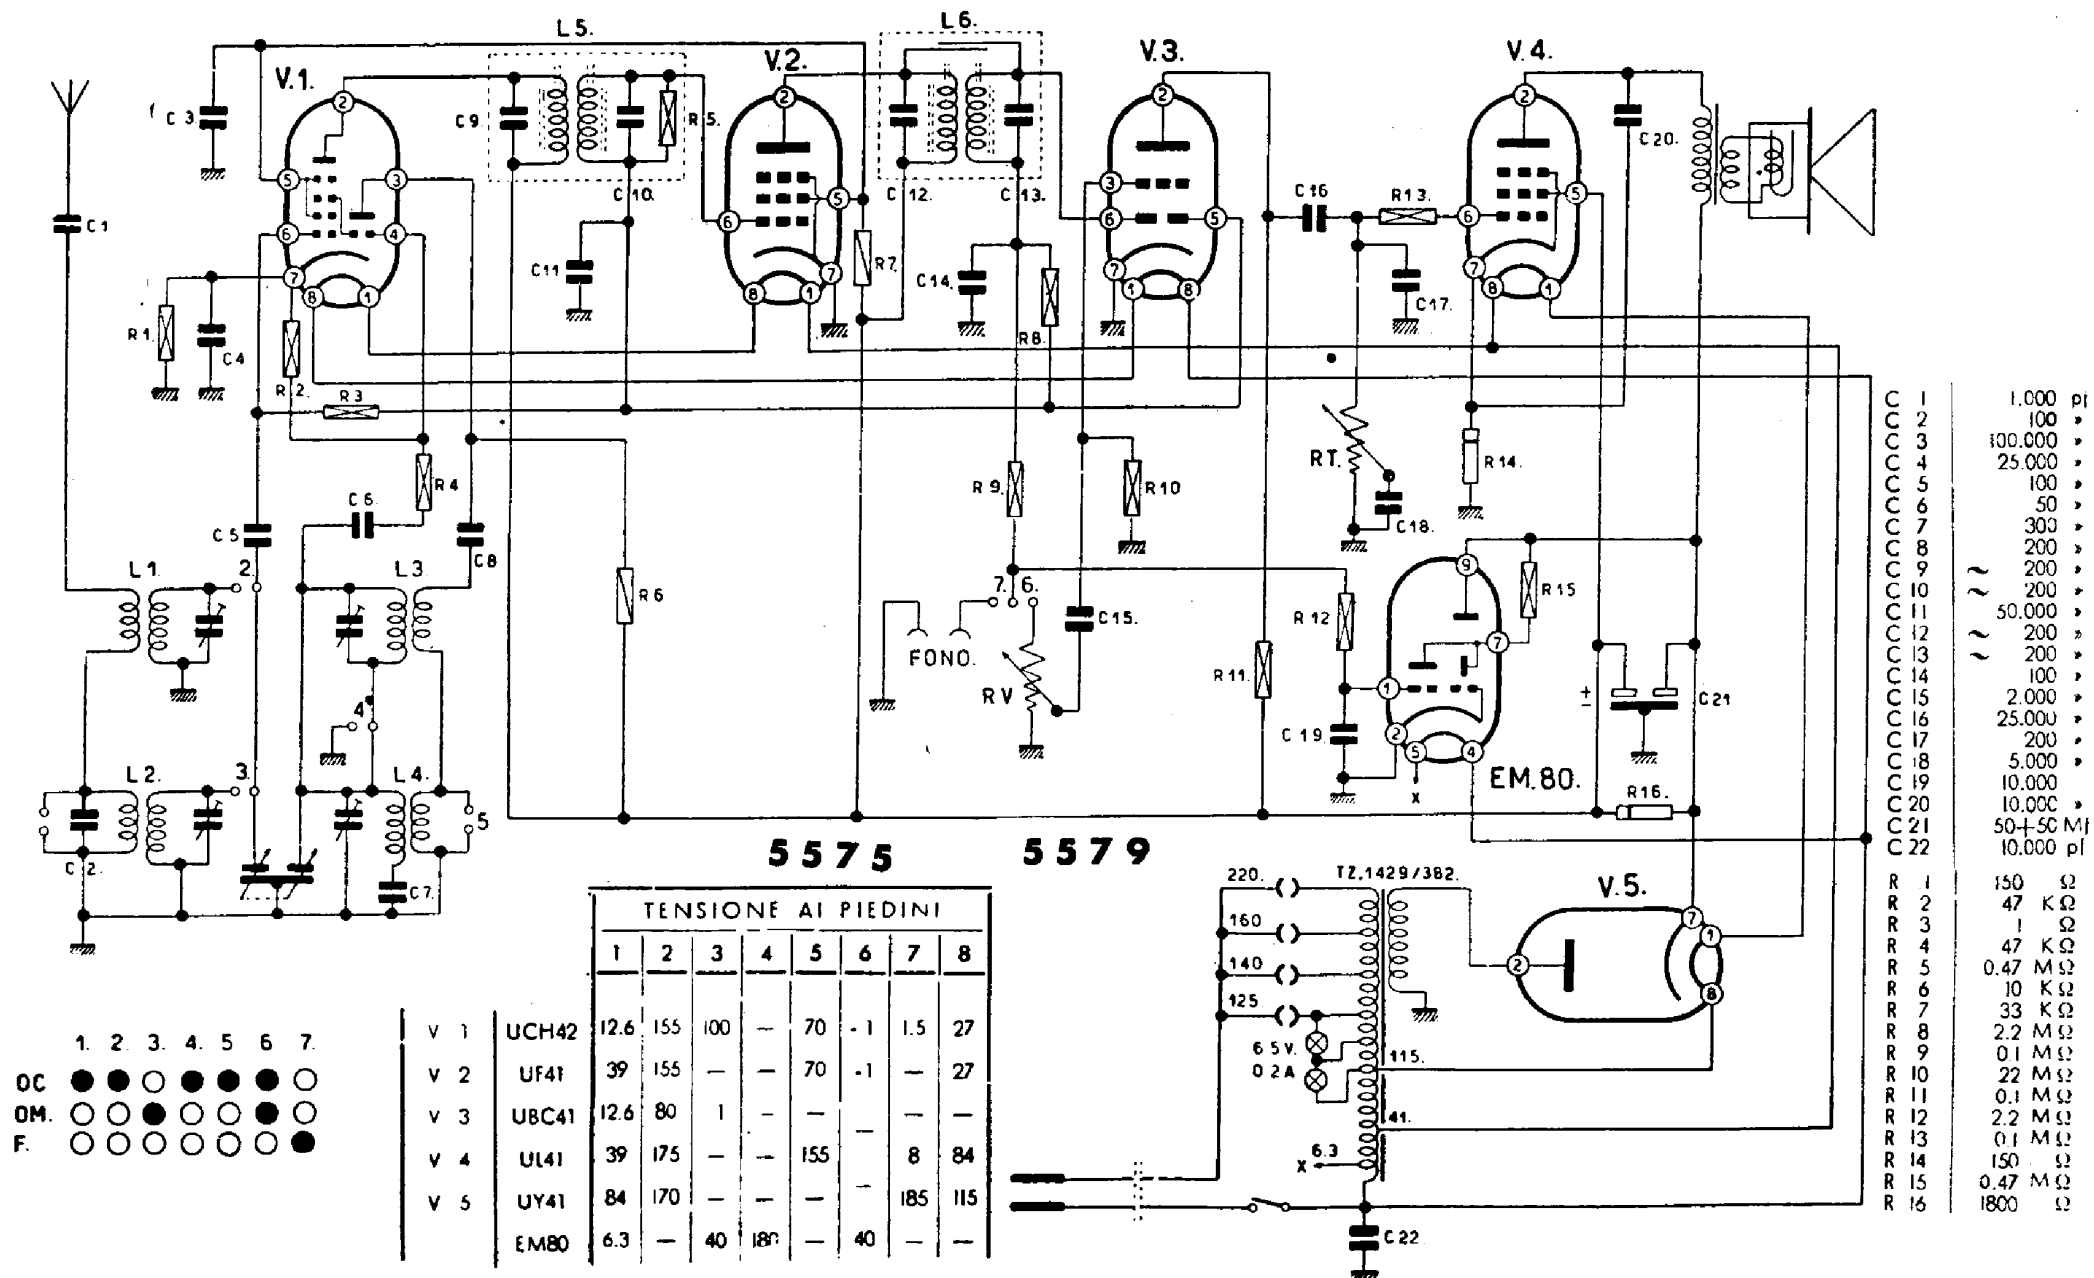 L5.
L6.
V.1.
V.2.
V.3.
V.4.
C3
C9
R5.
C10.
C12.
C13.
C16
R13.
C20.
C1
R1.
C4
R2.
R3
C11
R7.
C14.
R8.
C17.
R4
C6.
C5
C8
R6
R9.
R10
RT.
C18.
R14.
L1.
2.
L3.
4
7. 6.
FONO.
RV
C15.
R11.
R12
R15
C19.
EM.80.
X
C21
R16.
L2.
3.
L4.
5
C2.
C7.
5575 5579
220.
160
140
125
TZ.1429/382.
V.5.
6.5V.
0.2A
115.
41.
6.3
X
C22.
TENSIONE AI PIEDINI
1 2 3 4 5 6 7 8
V 1 UCH42 12.6 155 100 — 70 -1 1.5 27
V 2 UF41 39 155 — — 70 -1 — 27
V 3 UBC41 12.6 80 1 — — — — —
V 4 UL41 39 175 — — 155 — 8 84
V 5 UY41 84 170 — — — — 185 115
EM80 6.3 — 40 180 — 40 — —
1. 2. 3. 4. 5 6 7.
OC
OM.
F.
C 1 1.000 pf
C 2 100 »
C 3 100.000 »
C 4 25.000 »
C 5 100 »
C 6 50 »
C 7 300 »
C 8 200 »
C 9 ~ 200 »
C 10 ~ 200 »
C 11 50.000 »
C 12 ~ 200 »
C 13 ~ 200 »
C 14 100 »
C 15 2.000 »
C 16 25.000 »
C 17 200 »
C 18 5.000 »
C 19 10.000
C 20 10.000 »
C 21 50+50 Mf
C 22 10.000 pf
R 1 150 Ω
R 2 47 KΩ
R 3 1 Ω
R 4 47 KΩ
R 5 0.47 MΩ
R 6 10 KΩ
R 7 33 KΩ
R 8 2.2 MΩ
R 9 0.1 MΩ
R 10 22 MΩ
R 11 0.1 MΩ
R 12 2.2 MΩ
R 13 0.1 MΩ
R 14 150 Ω
R 15 0.47 MΩ
R 16 1800 Ω